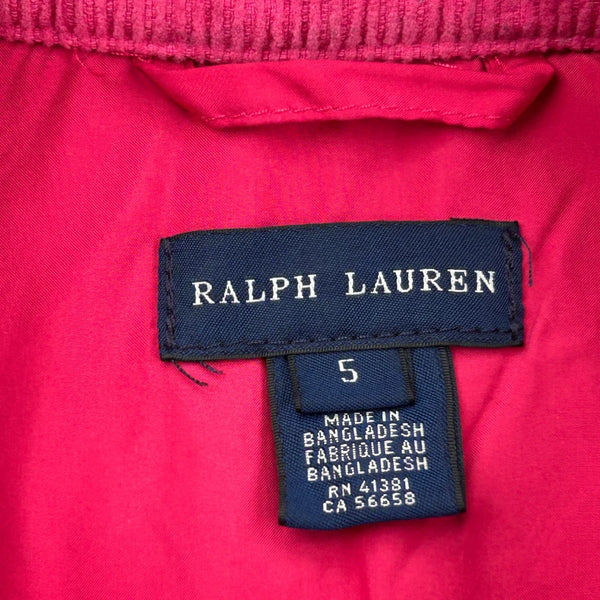 RALPH LAUREN
5
MADE IN
BANGLADESH
FABRIQUE AU
BANGLADESH
RN 41381
CA 56658